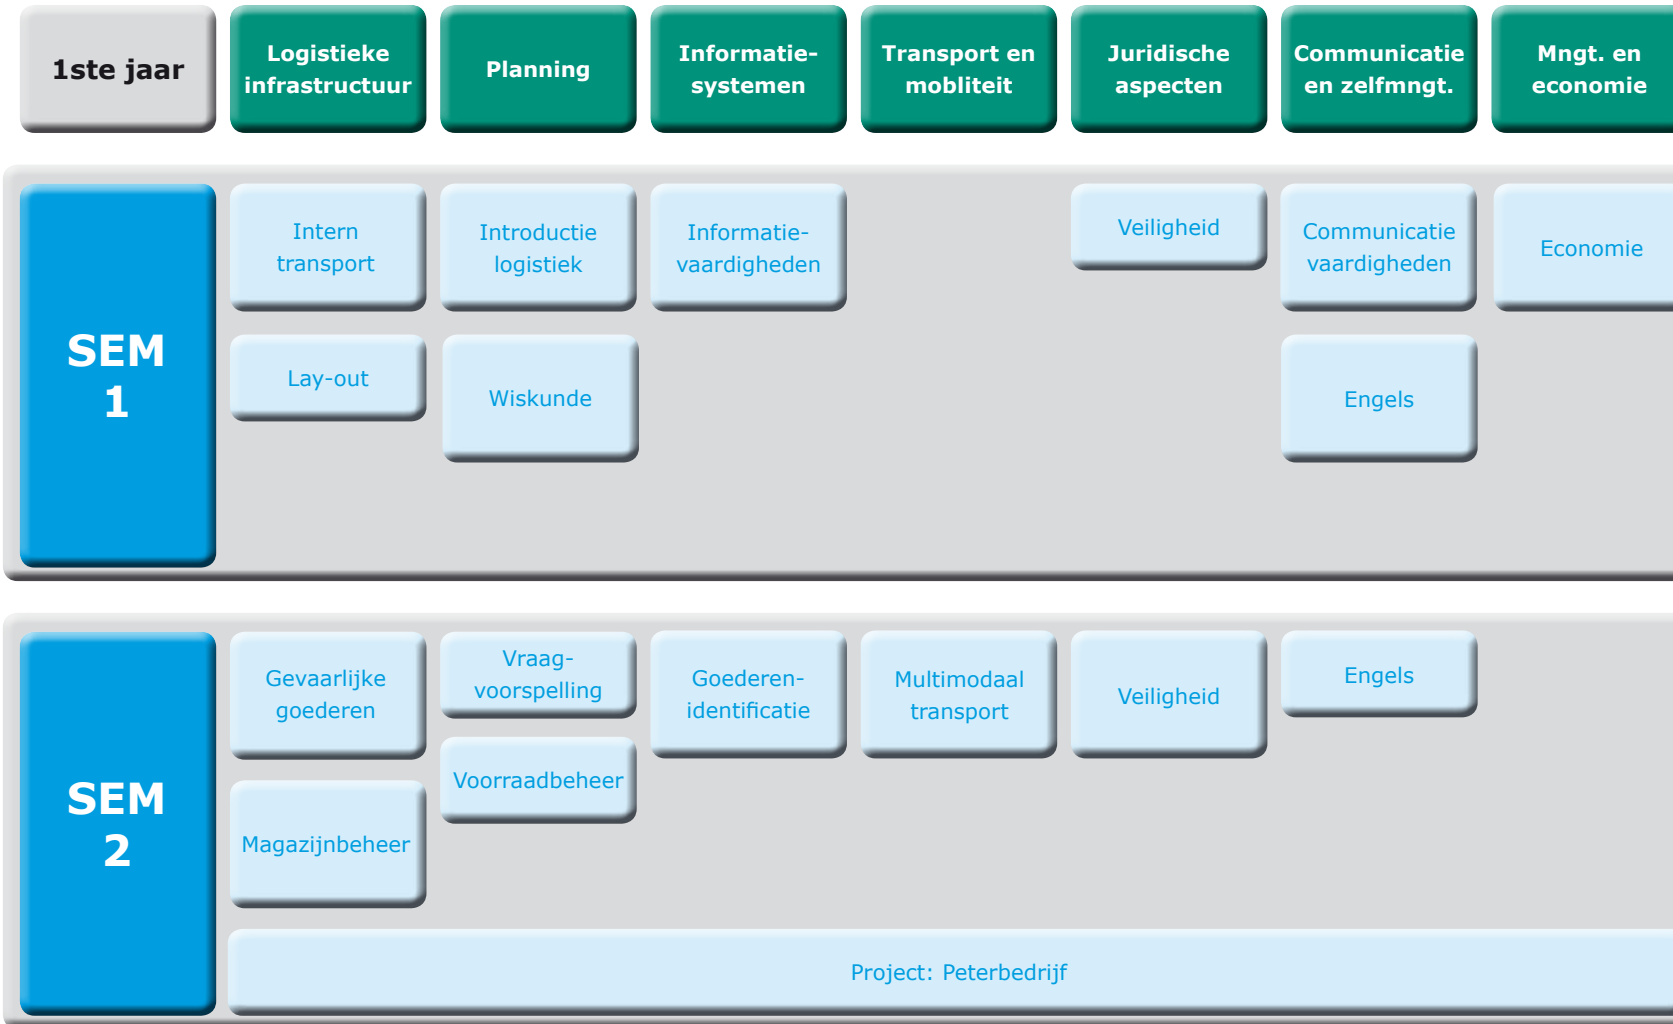 1ste jaar
Logistieke
infrastructuur
Planning
Informatie-
systemen
Transport en
mobliteit
Juridische
aspecten
Communicatie
en zelfmngt.
Mngt. en
economie
SEM
1
Intern
transport
Introductie
logistiek
Informatie-
vaardigheden
Veiligheid
Communicatie
vaardigheden
Economie
Lay-out
Wiskunde
Engels
SEM
2
Gevaarlijke
goederen
Vraag-
voorspelling
Goederen-
identificatie
Multimodaal
transport
Veiligheid
Engels
Voorraadbeheer
Magazijnbeheer
Project: Peterbedrijf